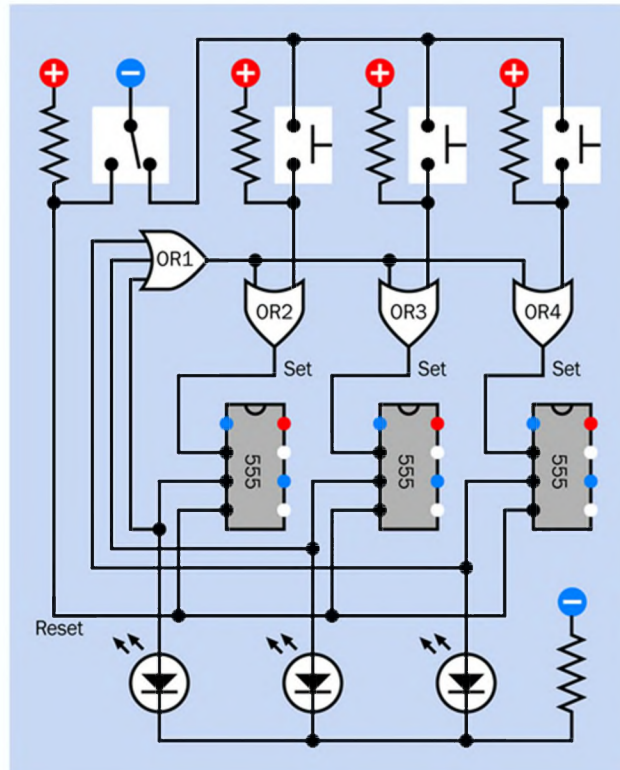 + − + + +
OR1
OR2 OR3 OR4
Set Set Set
555 555 555
−
Reset